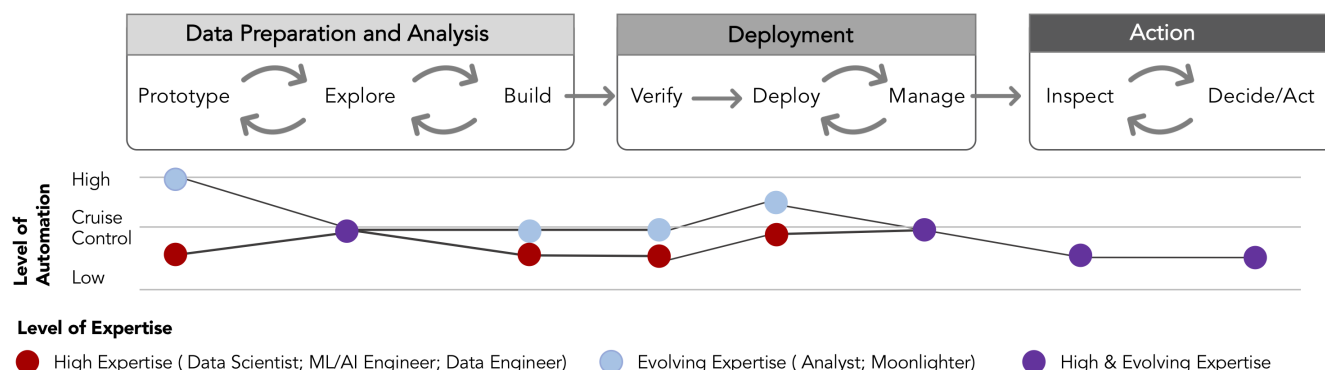 Data Preparation and Analysis
Deployment
Action
Prototype
Explore
Build
Verify
Deploy
Manage
Inspect
Decide/Act
Level of
Automation
High
Cruise
Control
Low
Level of Expertise
High Expertise ( Data Scientist; ML/AI Engineer; Data Engineer)
Evolving Expertise ( Analyst; Moonlighter)
High & Evolving Expertise